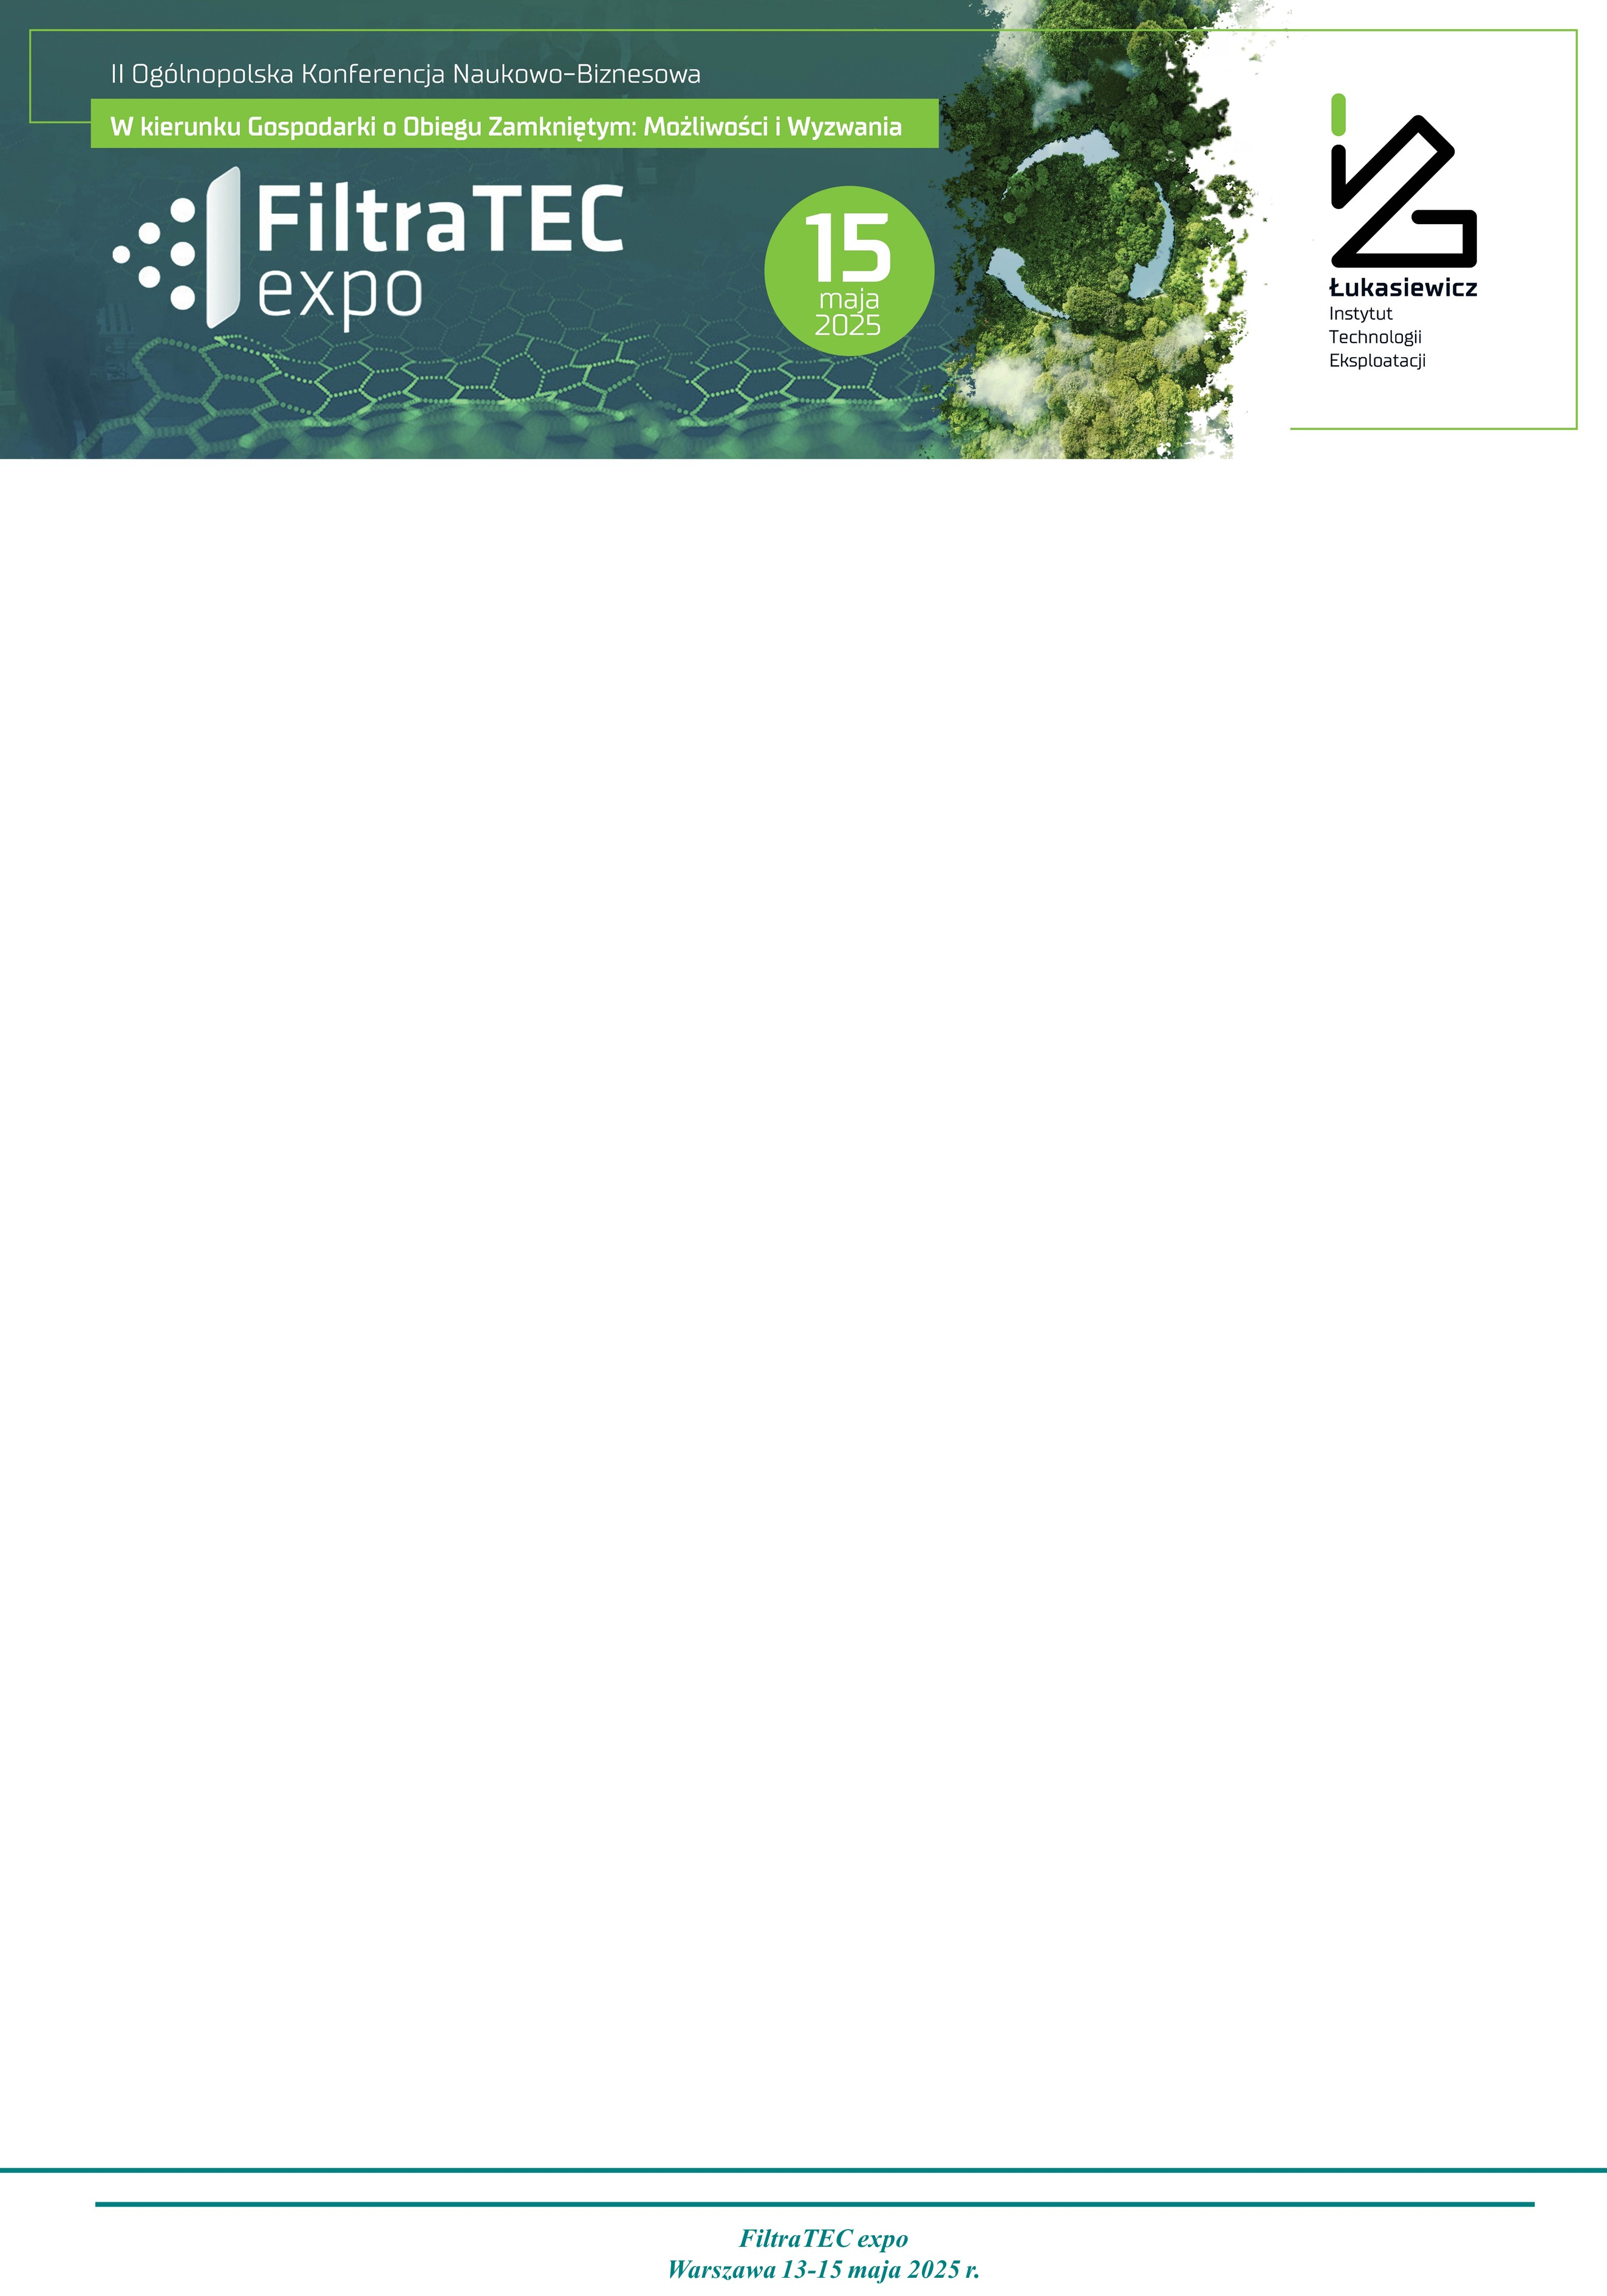 II Ogólnopolska Konferencja Naukowo-Biznesowa
W kierunku Gospodarki o Obiegu Zamkniętym: Możliwości i Wyzwania
FiltraTEC
expo
15
maja
2025
Łukasiewicz
Instytut
Technologii
Eksploatacji
FiltraTEC expo
Warszawa 13-15 maja 2025 r.